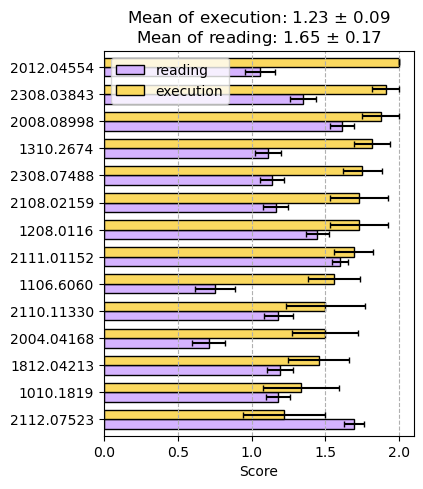 Mean of execution: 1.23 ± 0.09
Mean of reading: 1.65 ± 0.17
reading
execution
2012.04554
2308.03843
2008.08998
1310.2674
2308.07488
2108.02159
1208.0116
2111.01152
1106.6060
2110.11330
2004.04168
1812.04213
1010.1819
2112.07523
0.0 0.5 1.0 1.5 2.0
Score